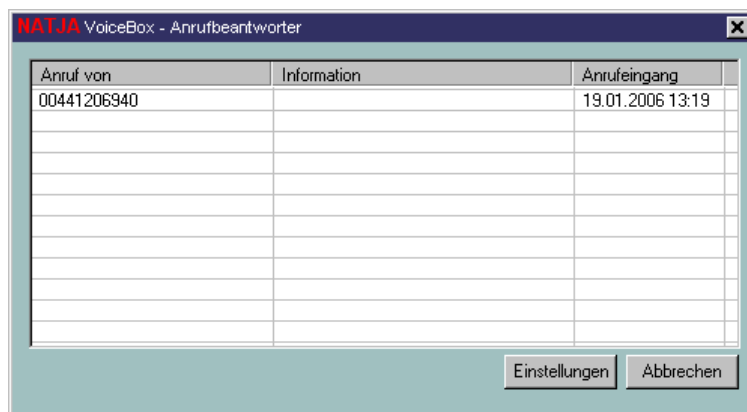 NATJA VoiceBox - Anrufbeantworter
Anruf von Information Anrufeingang
00441206940 19.01.2006 13:19
Einstellungen Abbrechen